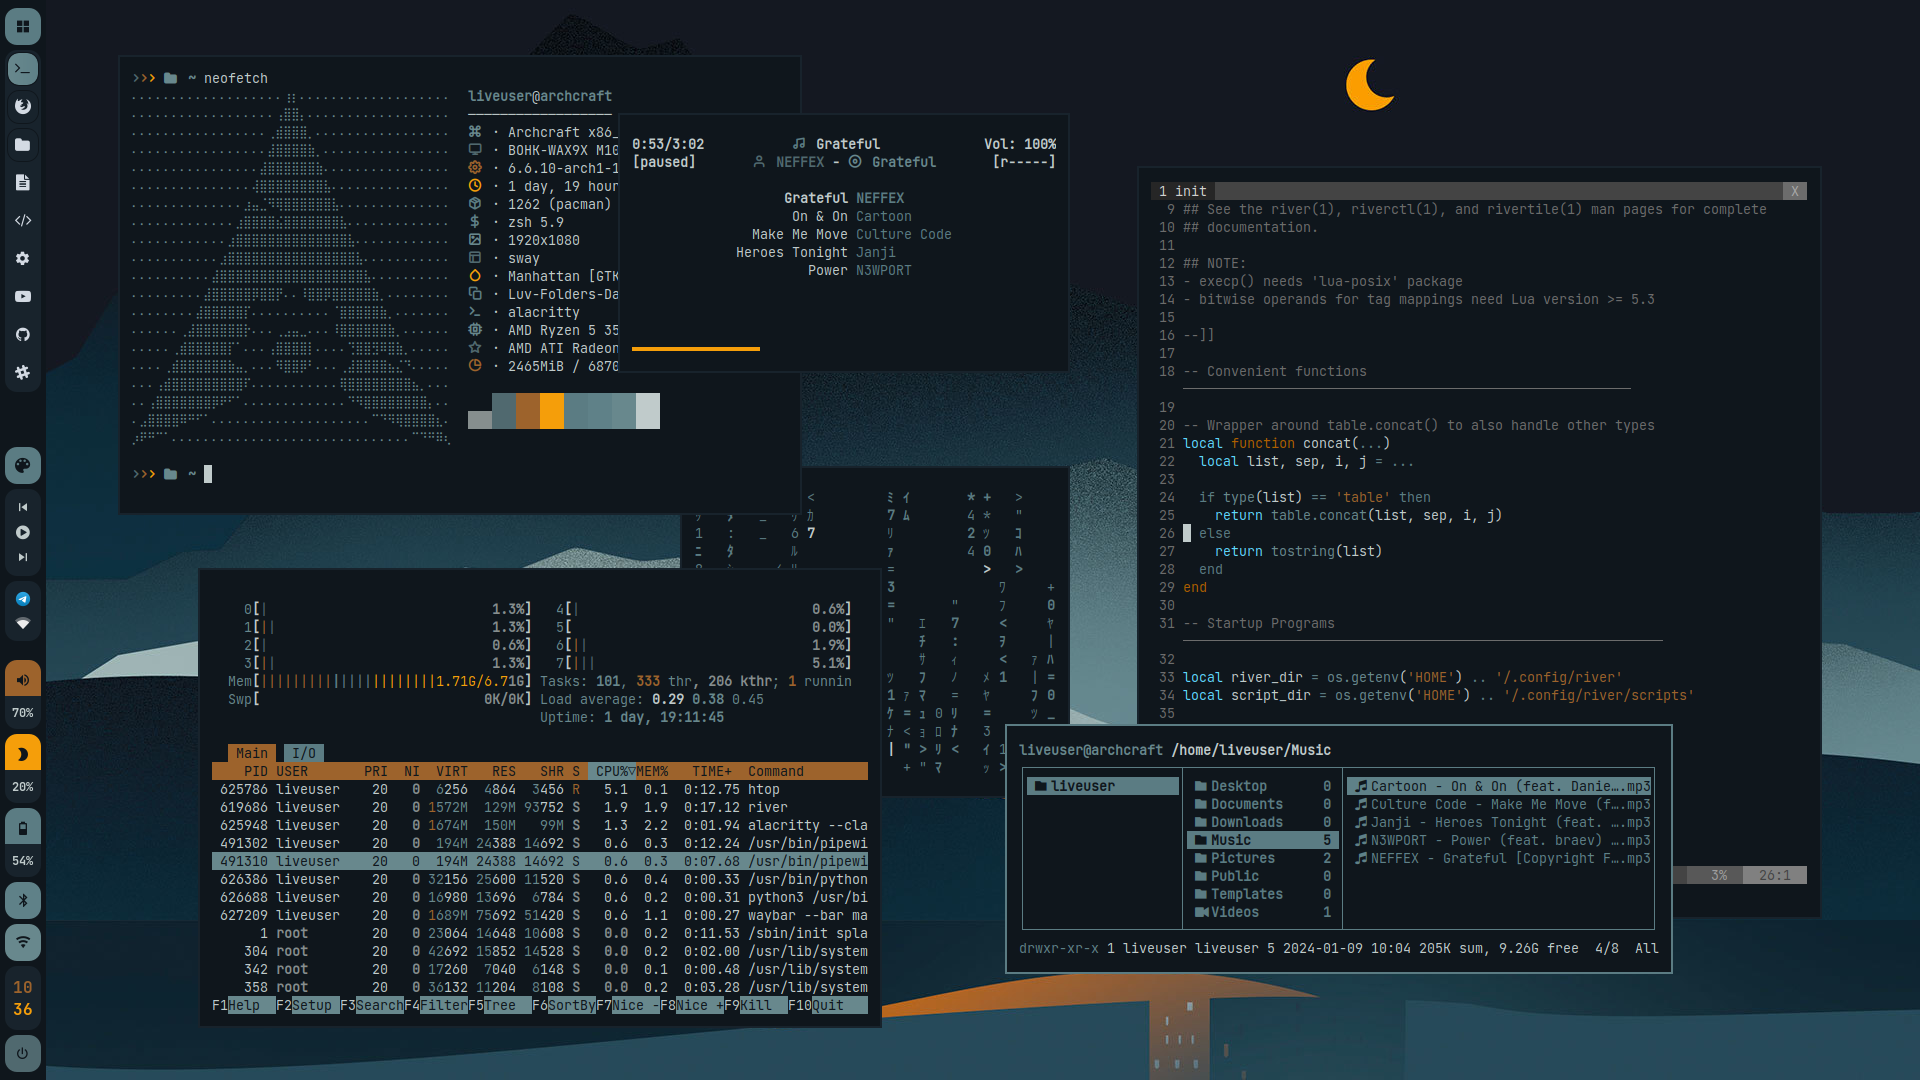 >>> ~ neofetch
liveuser@archcraft
· Archcraft x86_
· BOHK-WAX9X M10
· 6.6.10-arch1-1
· 1 day, 19 hour
· 1262 (pacman)
· zsh 5.9
· 1920x1080
· sway
· Manhattan [GTK
· Luv-Folders-Da
· alacritty
· AMD Ryzen 5 35
· AMD ATI Radeon
· 2465MiB / 6870
>>> ~
0:53/3:02 Grateful Vol: 100%
[paused] NEFFEX - Grateful [r-----]
Grateful NEFFEX
On & On Cartoon
Make Me Move Culture Code
Heroes Tonight Janji
Power N3WPORT
1 init X
9 ## See the river(1), riverctl(1), and rivertile(1) man pages for complete
10 ## documentation.
11
12 ## NOTE:
13 - execp() needs 'lua-posix' package
14 - bitwise operands for tag mappings need Lua version >= 5.3
15
16 --]]
17
18 -- Convenient functions
19
20 -- Wrapper around table.concat() to also handle other types
21 local function concat(...)
22 local list, sep, i, j = ...
23
24 if type(list) == 'table' then
25 return table.concat(list, sep, i, j)
26 else
27 return tostring(list)
28 end
29 end
30
31 -- Startup Programs
32
33 local river_dir = os.getenv('HOME') .. '/.config/river'
34 local script_dir = os.getenv('HOME') .. '/.config/river/scripts'
35
3% 26:1
0[| 1.3%] 4[| 0.6%]
1[|| 1.3%] 5[ 0.0%]
2[| 0.6%] 6[|| 1.9%]
3[|| 1.3%] 7[||| 5.1%]
Mem[||||||||||||||||||||||1.71G/6.71G] Tasks: 101, 333 thr, 206 kthr; 1 runnin
Swp[ 0K/0K] Load average: 0.29 0.38 0.45
Uptime: 1 day, 19:11:45
Main I/O
PID USER PRI NI VIRT RES SHR S CPU%▽MEM% TIME+ Command
625786 liveuser 20 0 6256 4864 3456 R 5.1 0.1 0:12.75 htop
619686 liveuser 20 0 1572M 129M 93752 S 1.9 1.9 0:17.12 river
625948 liveuser 20 0 1674M 150M 99M S 1.3 2.2 0:01.94 alacritty --cla
491302 liveuser 20 0 194M 24388 14692 S 0.6 0.3 0:12.24 /usr/bin/pipewi
491310 liveuser 20 0 194M 24388 14692 S 0.6 0.3 0:07.68 /usr/bin/pipewi
626386 liveuser 20 0 32156 25600 11520 S 0.6 0.4 0:00.33 /usr/bin/python
626688 liveuser 20 0 16980 13696 6784 S 0.6 0.2 0:00.31 python3 /usr/bi
627209 liveuser 20 0 1689M 75692 51420 S 0.6 1.1 0:00.27 waybar --bar ma
1 root 20 0 23064 14648 10608 S 0.0 0.2 0:11.53 /sbin/init spla
304 root 20 0 42692 15852 14528 S 0.0 0.2 0:02.00 /usr/lib/system
342 root 20 0 17260 7040 6148 S 0.0 0.1 0:00.48 /usr/lib/system
358 root 20 0 36132 11204 8108 S 0.0 0.2 0:03.28 /usr/lib/system
F1Help F2Setup F3SearchF4FilterF5Tree F6SortByF7Nice -F8Nice +F9Kill F10Quit
liveuser@archcraft /home/liveuser/Music
liveuser
Desktop 0
Documents 0
Downloads 0
Music 5
Pictures 2
Public 0
Templates 0
Videos 1
Cartoon - On & On (feat. Danie….mp3
Culture Code - Make Me Move (f….mp3
Janji - Heroes Tonight (feat. ….mp3
N3WPORT - Power (feat. braev) ….mp3
NEFFEX - Grateful [Copyright F….mp3
drwxr-xr-x 1 liveuser liveuser 5 2024-01-09 10:04 205K sum, 9.26G free 4/8 All
70%
20%
54%
10
36